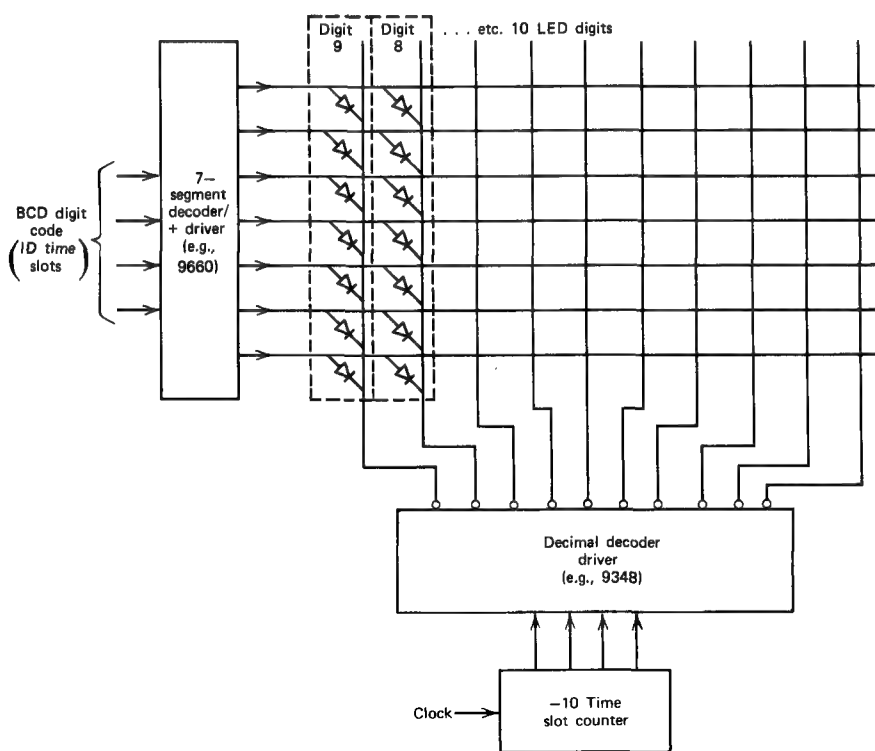 Digit
9
Digit
8
. . . etc. 10 LED digits
7–
segment
decoder/
+ driver
(e.g.,
9660)
BCD digit
code
(1D time
slots)
Decimal decoder
driver
(e.g., 9348)
Clock
–10 Time
slot counter